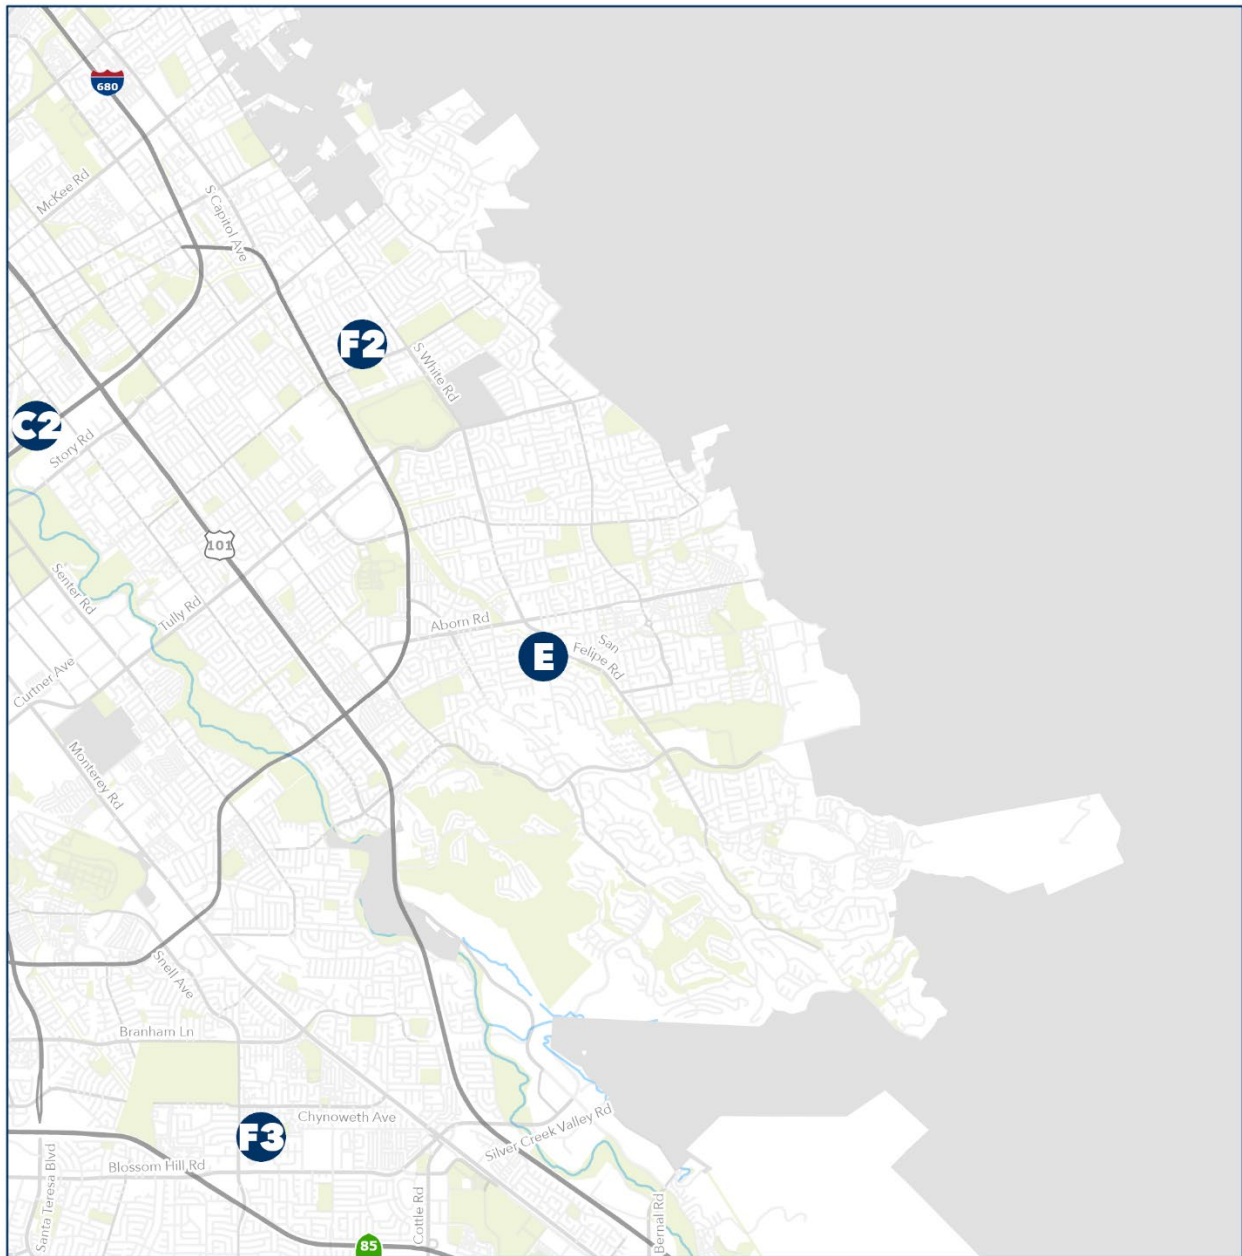 680
McKee Rd
S Capitol Ave
F2
S White Rd
C2
Story Rd
101
Senter Rd
Tully Rd
Aborn Rd
San
Felipe Rd
E
Curtner Ave
Monterey Rd
Snell Ave
Branham Ln
Chynoweth Ave
F3
Silver Creek Valley Rd
Blossom Hill Rd
Santa Teresa Blvd
Cottle Rd
Bernal Rd
85